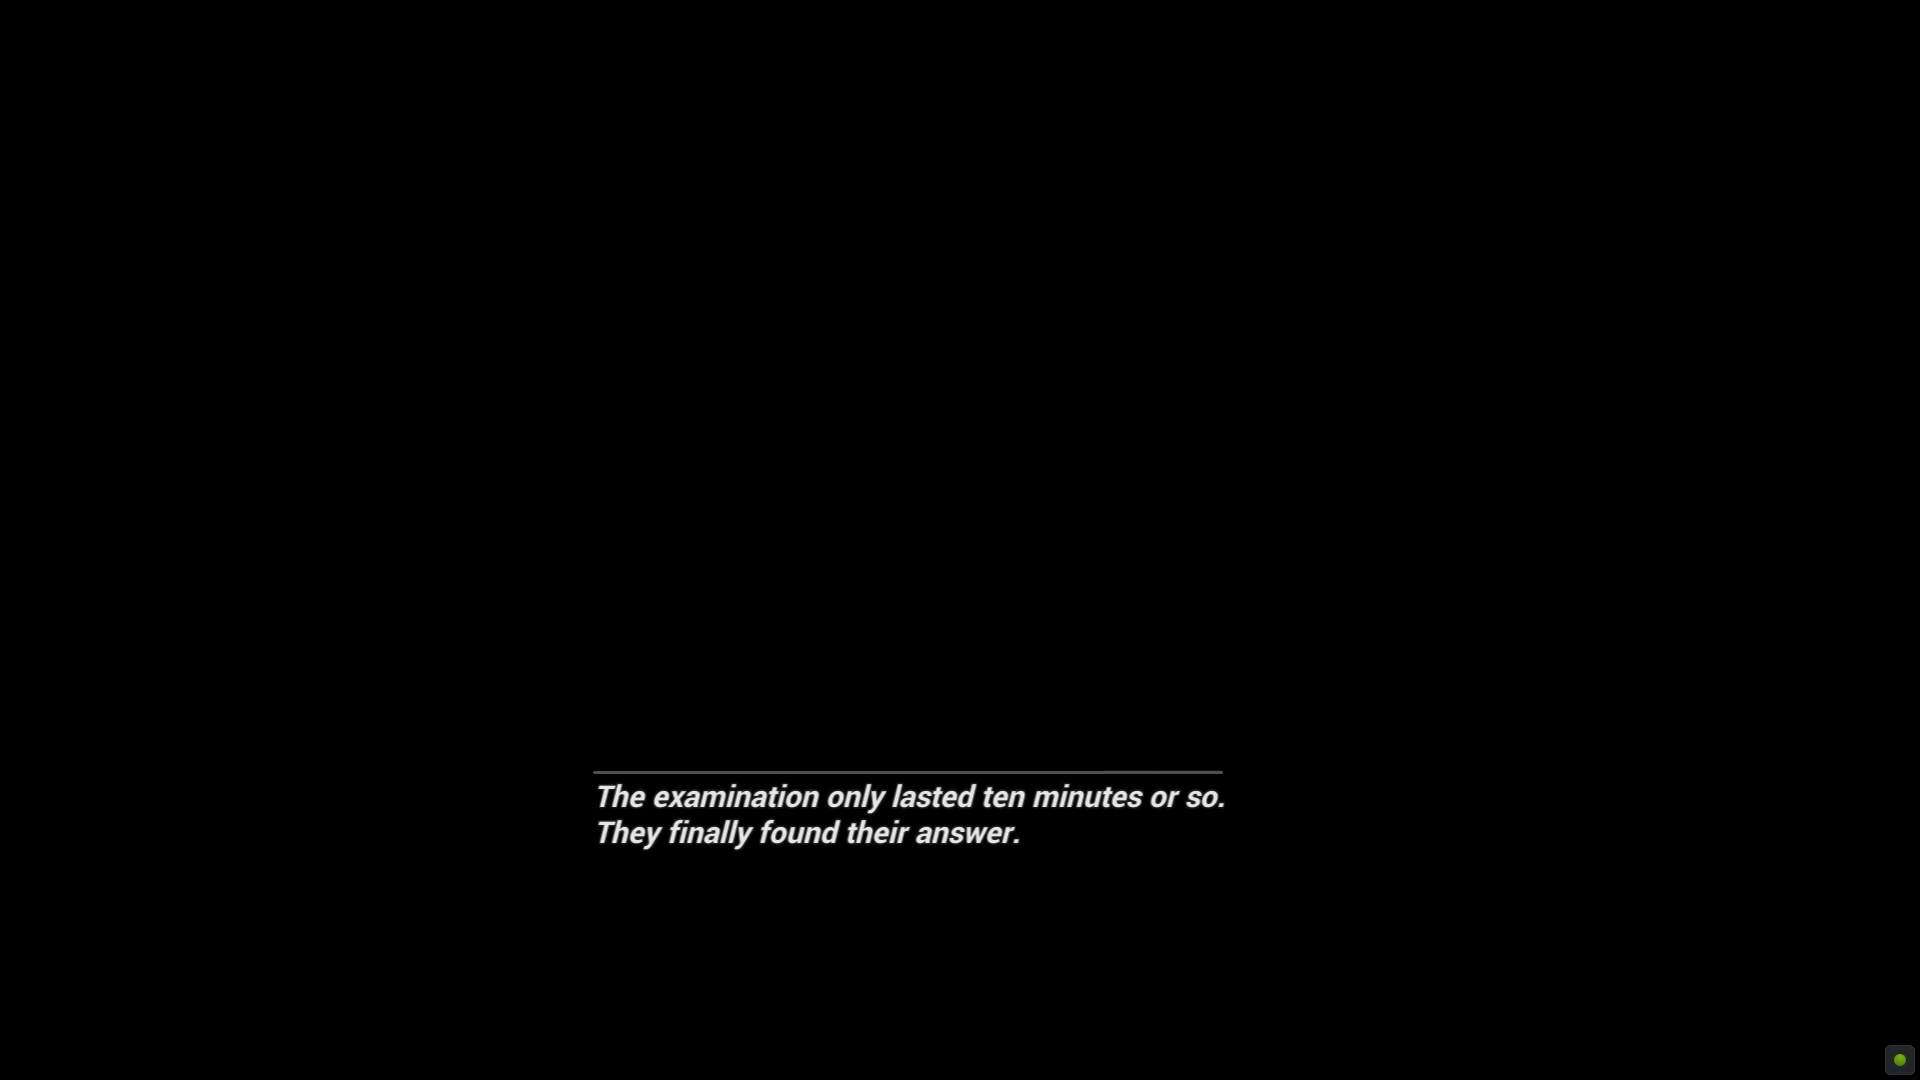 The examination only lasted ten minutes or so.
They finally found their answer.